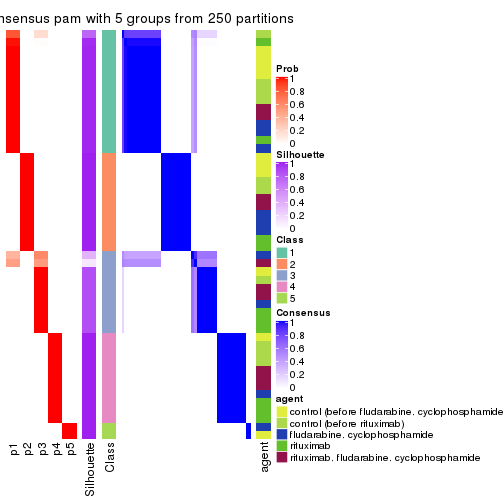 nsensus pam with 5 groups from 250 partitions
Prob
1
0.8
0.6
0.4
0.2
0
Silhouette
1
0.8
0.6
0.4
0.2
0
Class
1
2
3
4
5
Consensus
1
0.8
0.6
0.4
0.2
0
agent
control (before fludarabine. cyclophosphamide
control (before rituximab)
fludarabine. cyclophosphamide
rituximab
rituximab. fludarabine. cyclophosphamide
p1
p2
p3
p4
p5
Silhouette
Class
agent